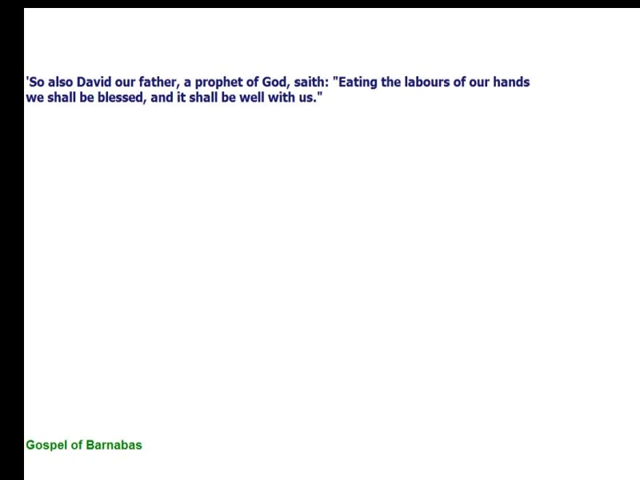 'So also David our father, a prophet of God, saith: "Eating the labours of our hands
we shall be blessed, and it shall be well with us."
Gospel of Barnabas